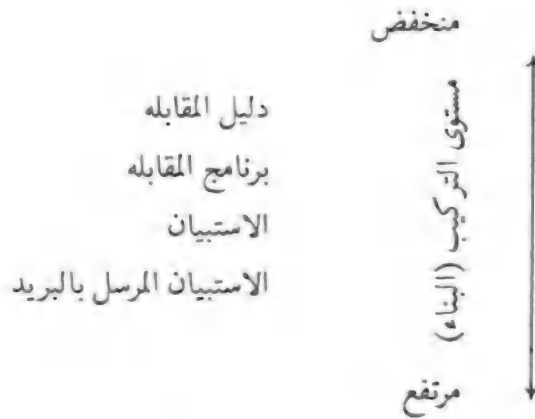 منخفض
مستوى التركيب (البناء)
دليل المقابله
برنامج المقابله
الاستبيان
الاستبيان المرسل بالبريد
مرتفع